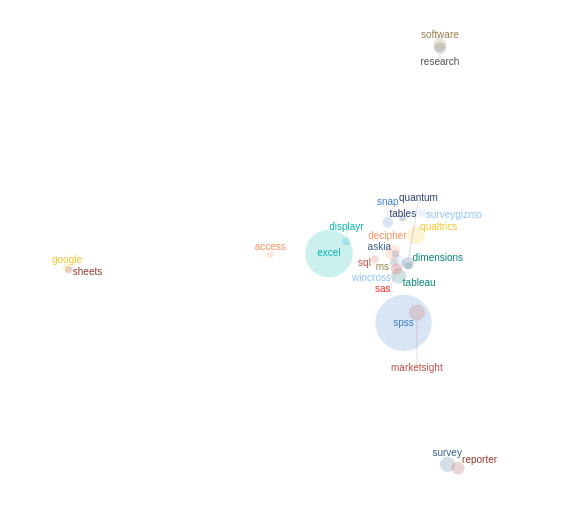 software
research
quantum
snap
tables
surveygizmo
displayr
qualtrics
decipher
access
askia
excel
dimensions
google
sql
ms
sheets
wincross
tableau
sas
spss
marketsight
survey
reporter